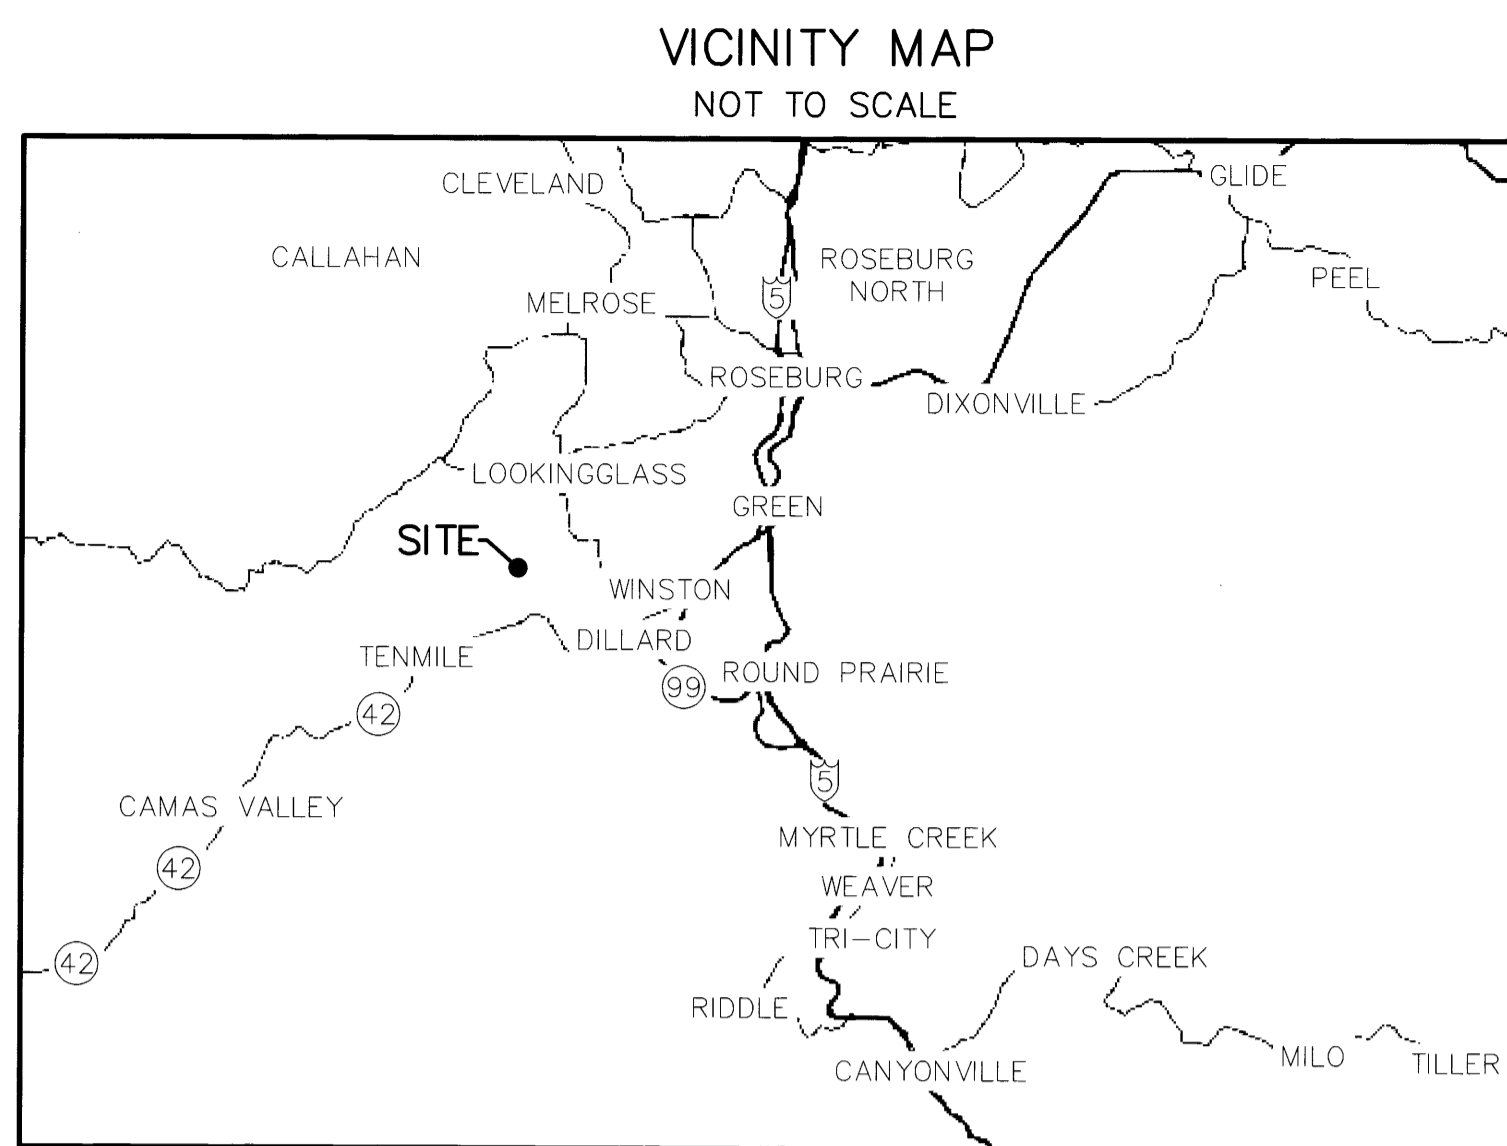 VICINITY MAP
NOT TO SCALE
CLEVELAND
GLIDE
CALLAHAN
ROSEBURG
NORTH
PEEL
5
MELROSE
ROSEBURG
DIXONVILLE
LOOKINGGLASS
GREEN
SITE
WINSTON
DILLARD
TENMILE
99
ROUND PRAIRIE
42
5
CAMAS VALLEY
MYRTLE CREEK
42
WEAVER
TRI-CITY
42
DAYS CREEK
RIDDLE
MILO
TILLER
CANYONVILLE